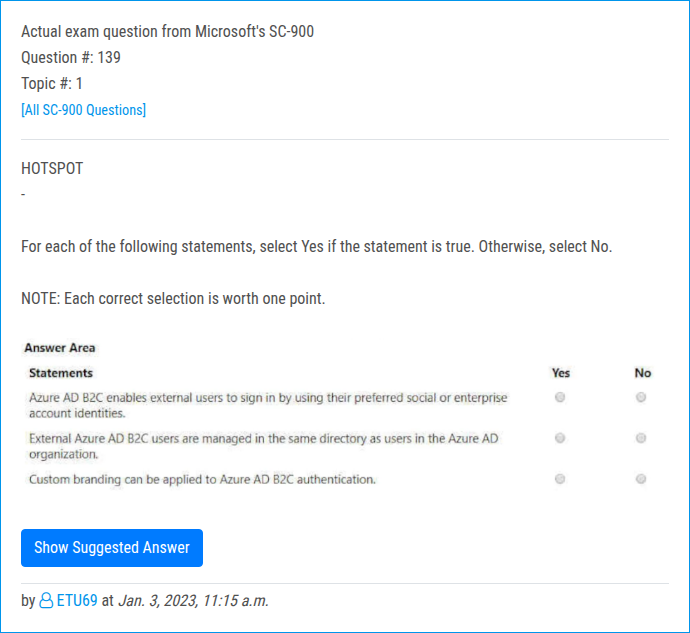 Actual exam question from Microsoft's SC-900
Question #: 139
Topic #: 1
[All SC-900 Questions]
HOTSPOT
-
For each of the following statements, select Yes if the statement is true. Otherwise, select No.
NOTE: Each correct selection is worth one point.
Answer Area
Statements Yes No
Azure AD B2C enables external users to sign in by using their preferred social or enterprise
account identities.
External Azure AD B2C users are managed in the same directory as users in the Azure AD
organization.
Custom branding can be applied to Azure AD B2C authentication.
Show Suggested Answer
by ETU69 at Jan. 3, 2023, 11:15 a.m.